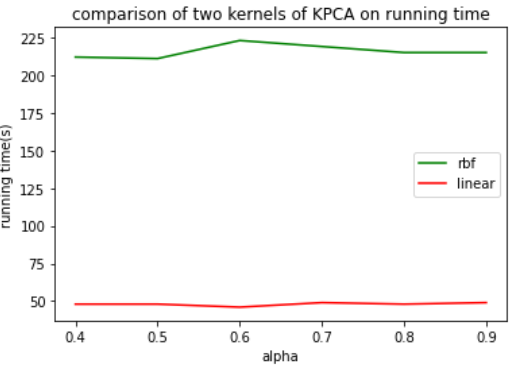 comparison of two kernels of KPCA on running time
running time(s)
225
200
175
150
125
100
75
50
rbf
linear
0.4 0.5 0.6 0.7 0.8 0.9
alpha